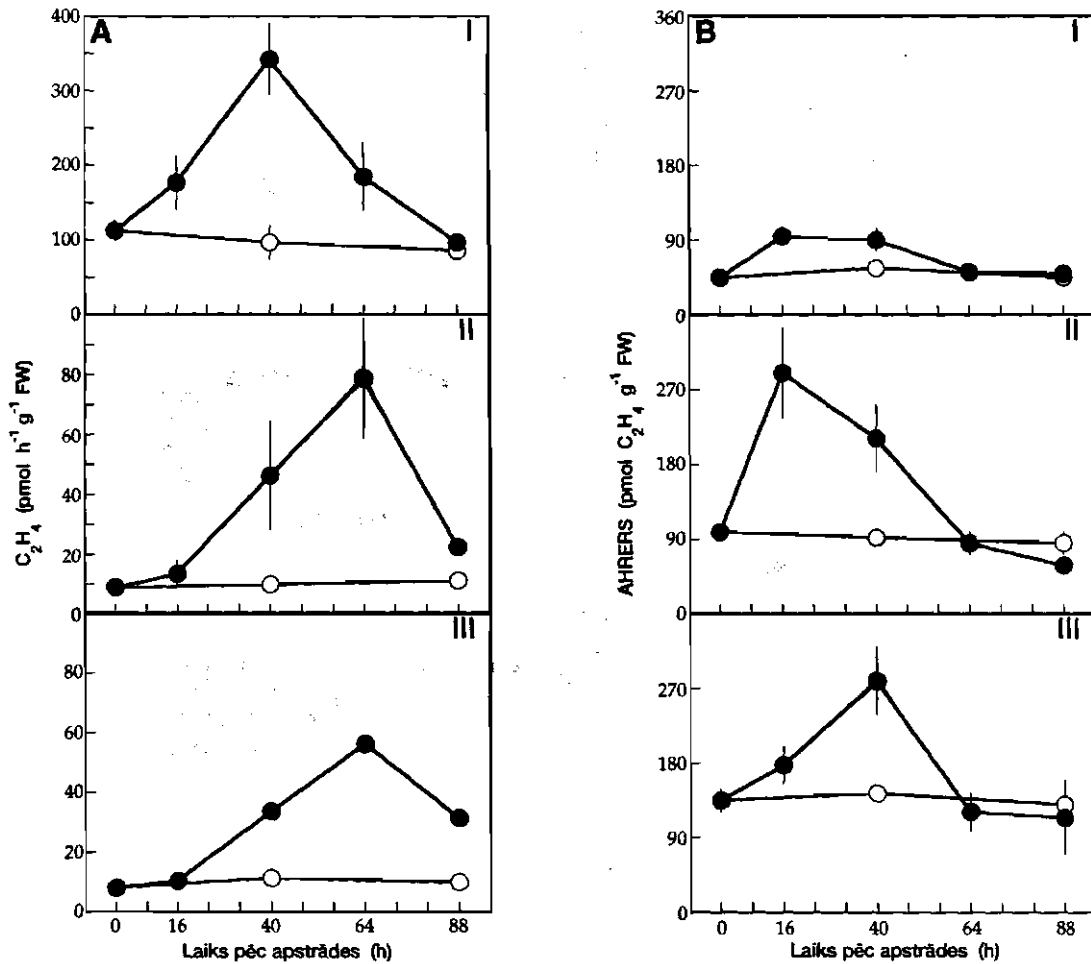 A
I
400
300
200
100
0
II
80
60
40
20
0
III
80
60
40
20
0
C₂H₄ (pmol h⁻¹ g⁻¹ FW)
0 16 40 64 88
Laiks pēc apstrādes (h)
B
I
360
270
180
90
0
II
270
180
90
0
III
270
180
90
0
AHRERS (pmol C₂H₄ g⁻¹ FW)
0 16 40 64 88
Laiks pēc apstrādes (h)